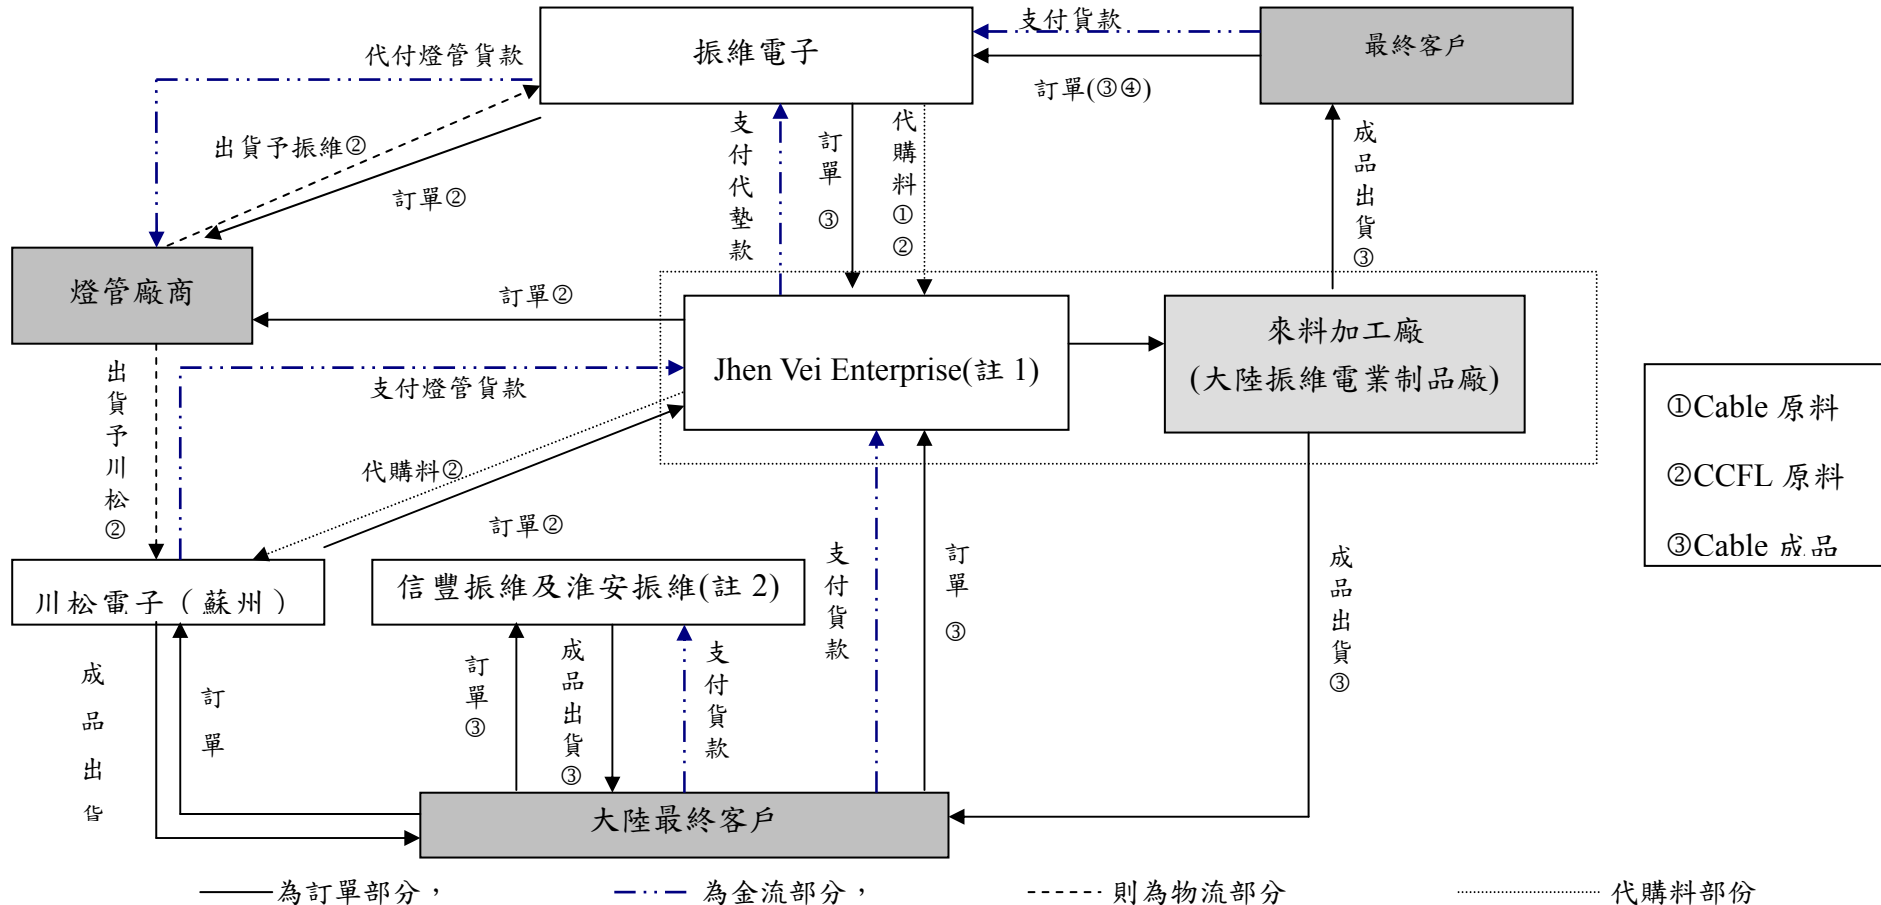 支付貨款
振維電子
最終客戶
代付燈管貨款
訂單(③④)
出貨予振維②
訂單②
支付代墊款
訂單③
代購料①②
成品出貨③
燈管廠商
訂單②
Jhen Vei Enterprise(註 1)
來料加工廠
(大陸振維電業制品廠)
出貨予川松②
支付燈管貨款
代購料②
訂單②
①Cable 原料
②CCFL 原料
③Cable 成品
川松電子（蘇州）
信豐振維及淮安振維(註 2)
支付貨款
訂單③
成品出貨③
成品出貨
訂單
訂單③
成品出貨③
支付貨款
大陸最終客戶
為訂單部分，
為金流部分，
則為物流部分
代購料部份